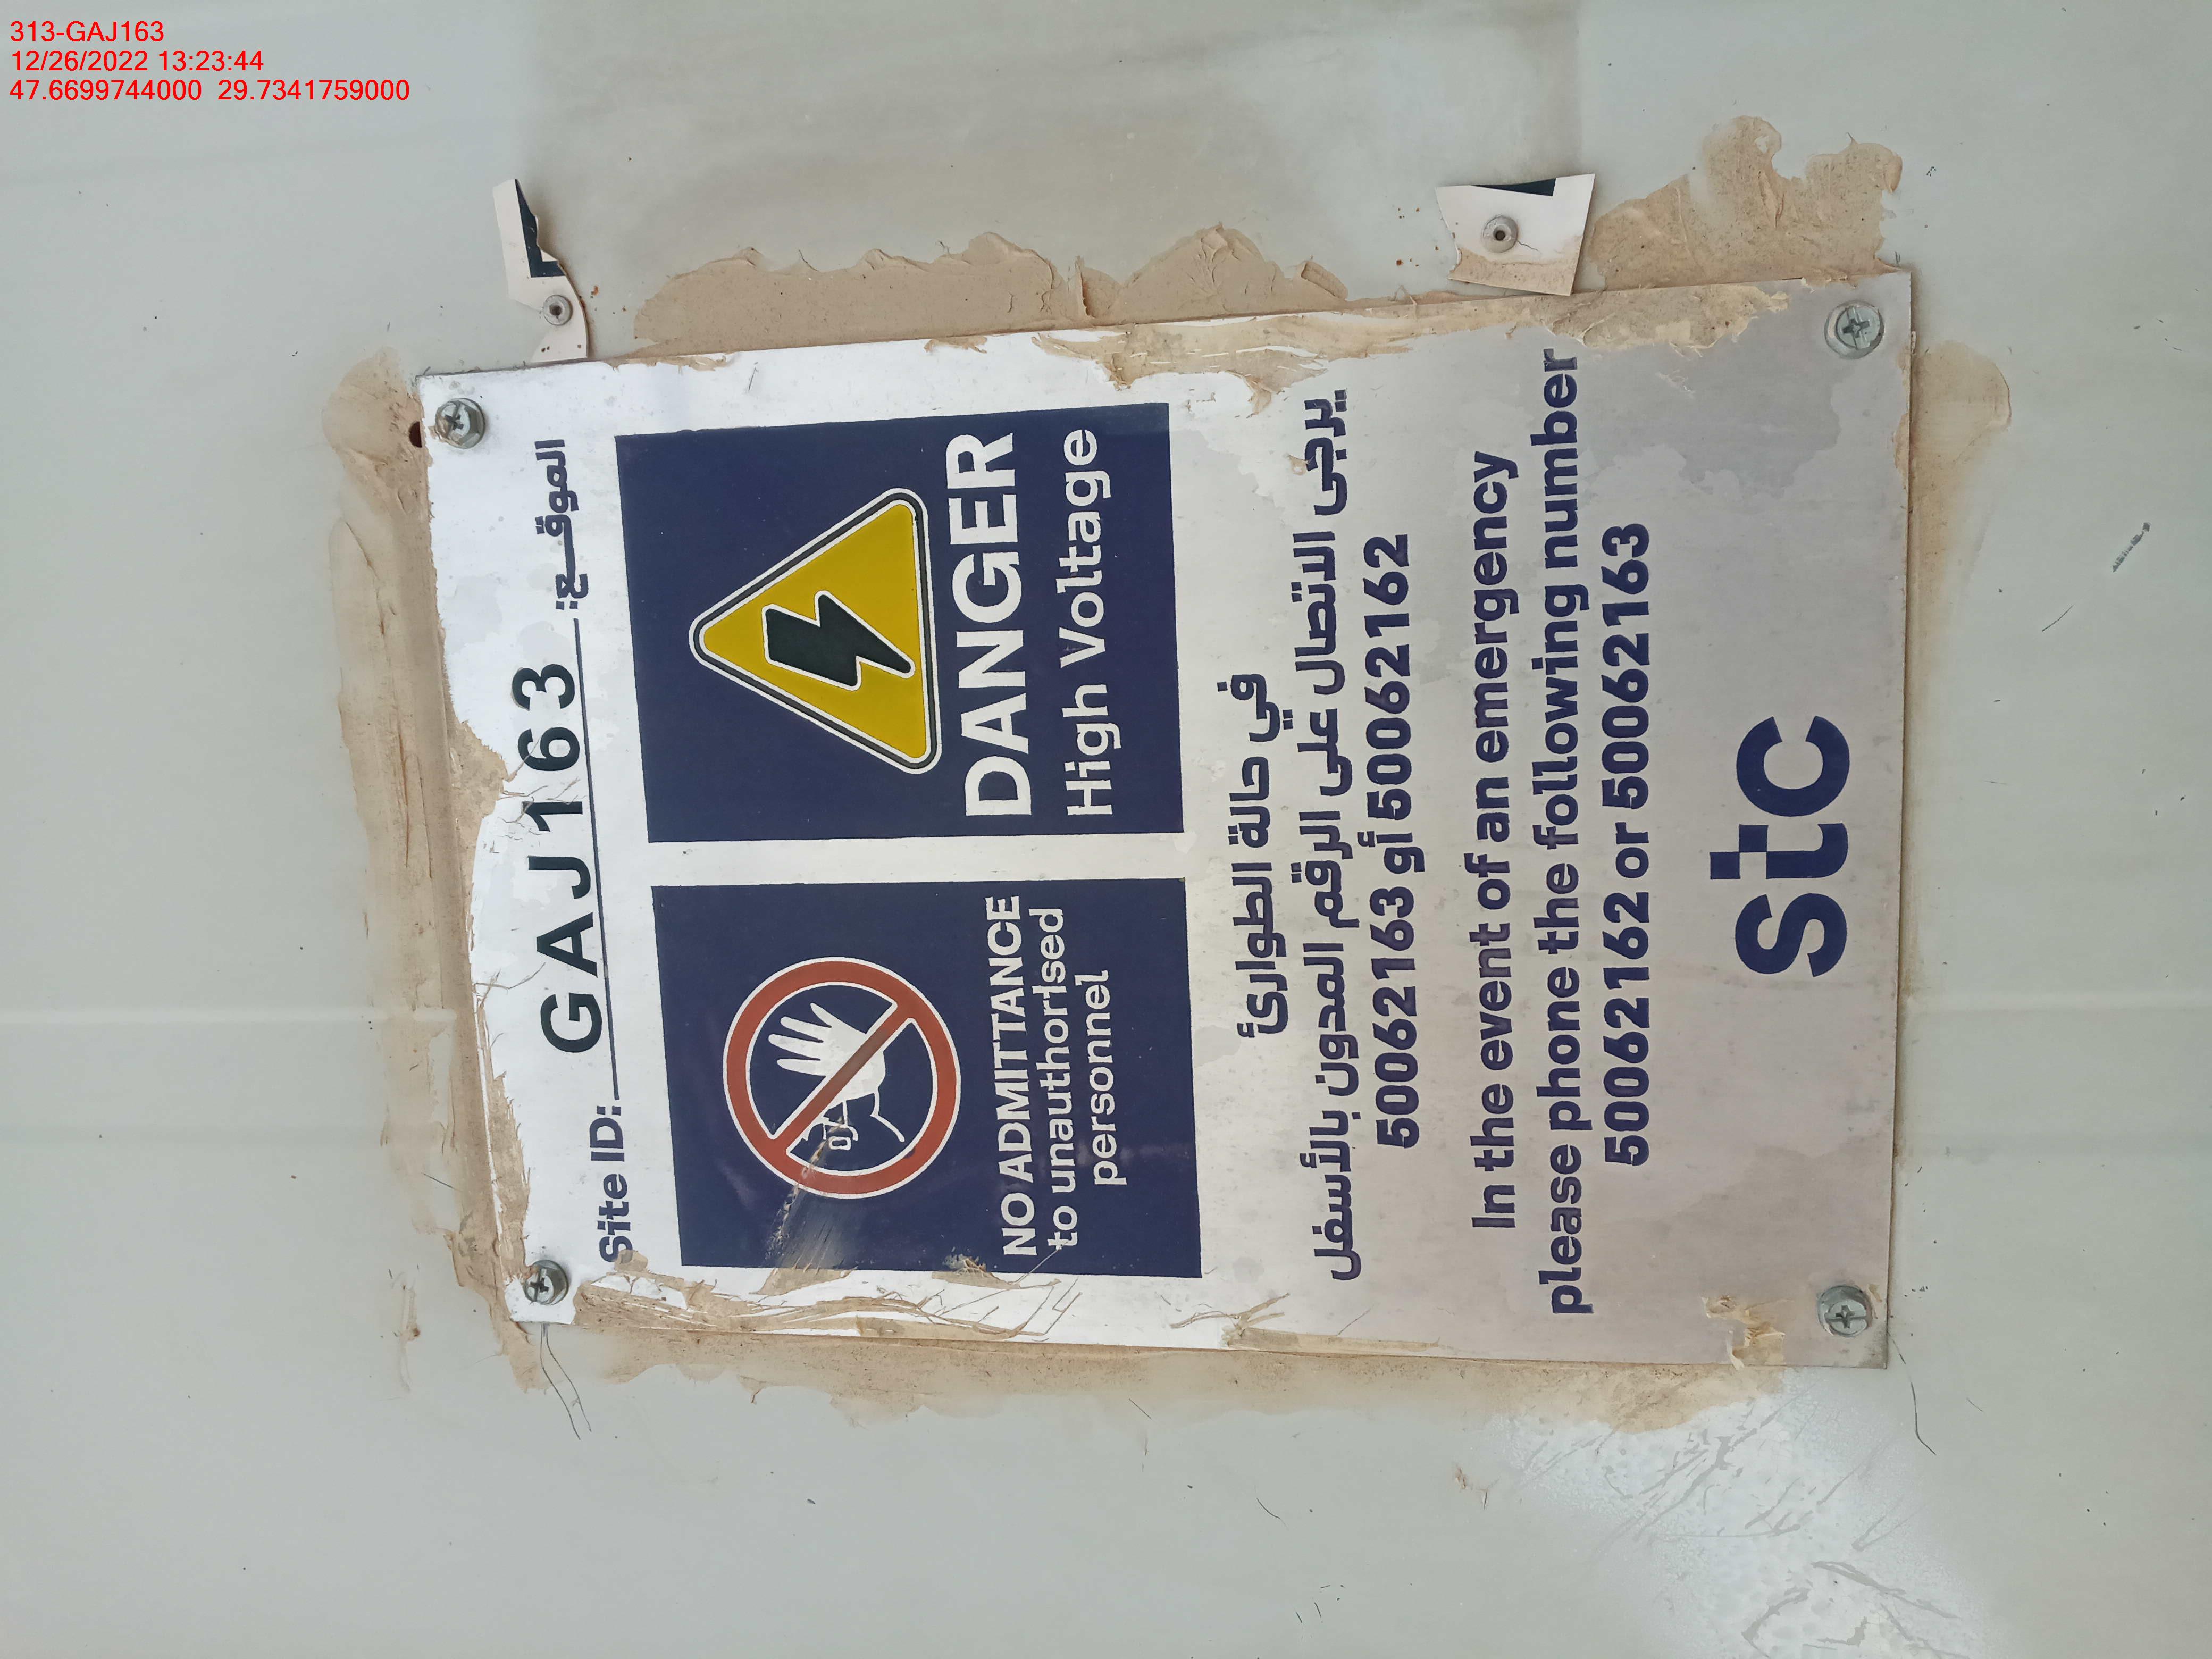 313-GAJ163
12/26/2022 13:23:44
47.6699744000 29.7341759000
Site ID: GAJ163 الموقـع:
NO ADMITTANCE
to unauthorised
personnel
DANGER
High Voltage
في حالة الطوارئ
يرجى الاتصال على الرقم المدون بالأسفل
50062163 أو 50062162
In the event of an emergency
please phone the following number
50062162 or 50062163
stc